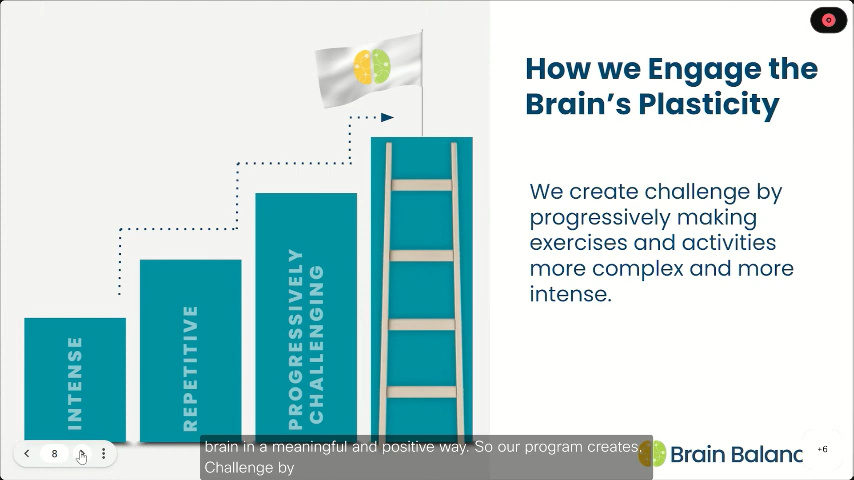 How we Engage the
Brain's Plasticity
We create challenge by
progressively making
exercises and activities
more complex and more
intense.
INTENSE
REPETITIVE
PROGRESSIVELY
CHALLENGING
8
brain in a meaningful and positive way. So our program creates.
Challenge by
Brain Balanc
+6